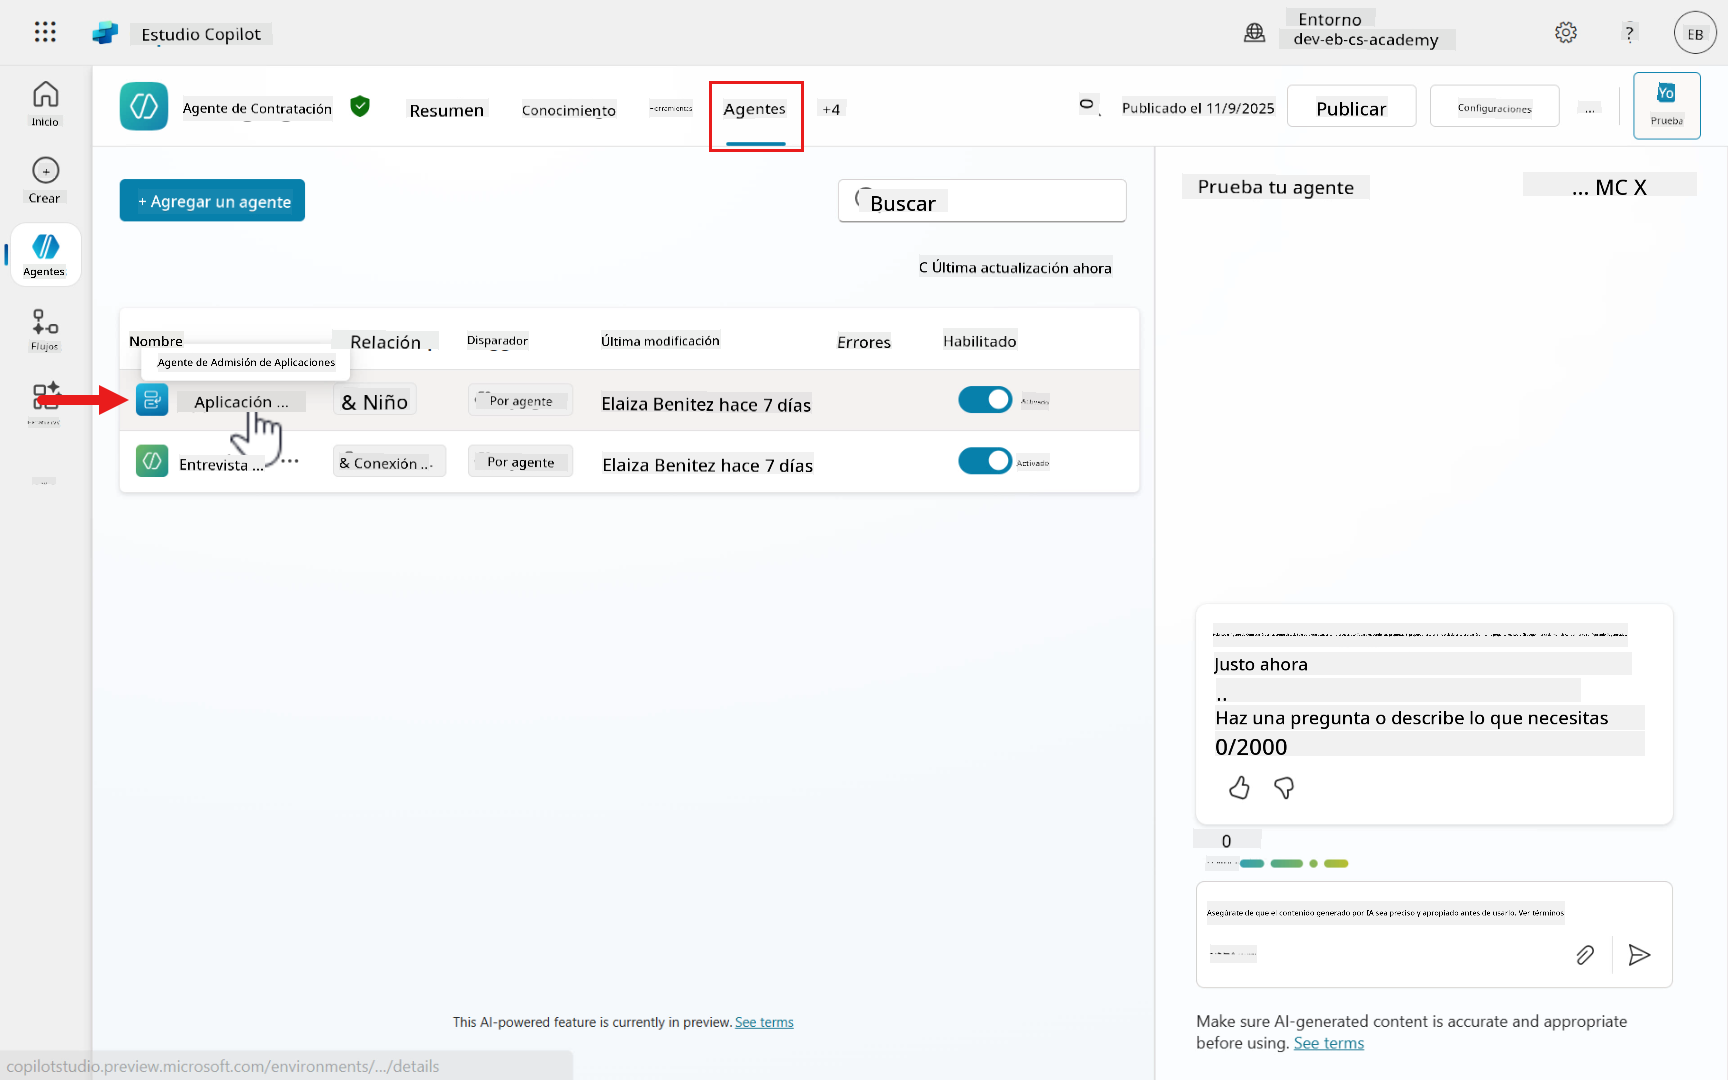 Estudio Copilot
Entorno
dev-eb-cs-academy
?
EB
Inicio
Crear
Agentes
Flujos
Agente de Contratación
Resumen
Conocimiento
Herramientas
Agentes
+4
Publicado el 11/9/2025
Publicar
Configuraciones
...
Yo
Prueba
+ Agregar un agente
Buscar
C Última actualización ahora
Nombre
Relación
Disparador
Última modificación
Errores
Habilitado
Agente de Admisión de Aplicaciones
Aplicación ...
& Niño
Por agente
Elaiza Benitez hace 7 días
Activado
Entrevista ...
& Conexión ...
Por agente
Elaiza Benitez hace 7 días
Activado
This AI-powered feature is currently in preview. See terms
copilotstudio.preview.microsoft.com/environments/.../details
Prueba tu agente
... MC X
Justo ahora
..
Haz una pregunta o describe lo que necesitas
0/2000
0
Asegúrate de que el contenido generado por IA sea preciso y apropiado antes de usarlo. Ver términos
Make sure AI-generated content is accurate and appropriate
before using. See terms